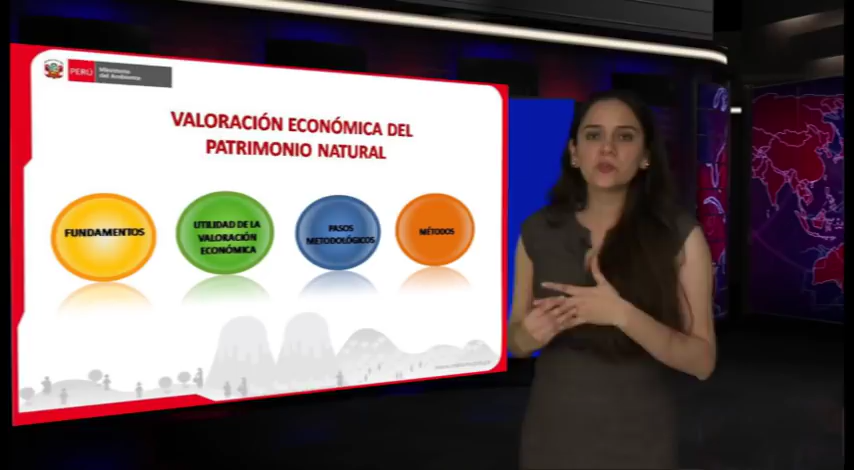 PERÚ
Ministerio
del Ambiente
VALORACIÓN ECONÓMICA DEL
PATRIMONIO NATURAL
FUNDAMENTOS
UTILIDAD DE LA
VALORACIÓN
ECONÓMICA
PASOS
METODOLÓGICOS
MÉTODOS